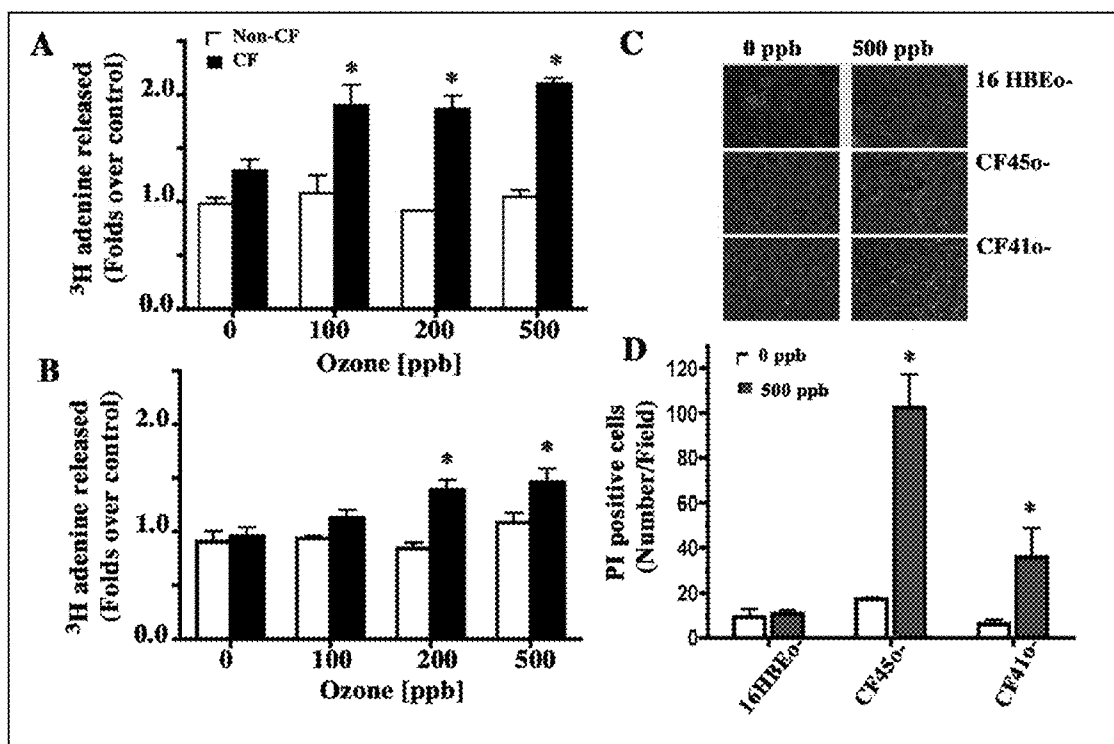 A
Non-CF
CF
³H adenine released
(Folds over control)
2.0
1.0
0.0
* * *
0 100 200 500
Ozone [ppb]
B
³H adenine released
(Folds over control)
2.0
1.0
0.0
* *
0 100 200 500
Ozone [ppb]
C
0 ppb 500 ppb
16 HBEo-
CF45o-
CF41o-
D
0 ppb
500 ppb
PI positive cells
(Number/Field)
120
100
80
60
40
20
0
* *
16HBEo- CF45o- CF41o-